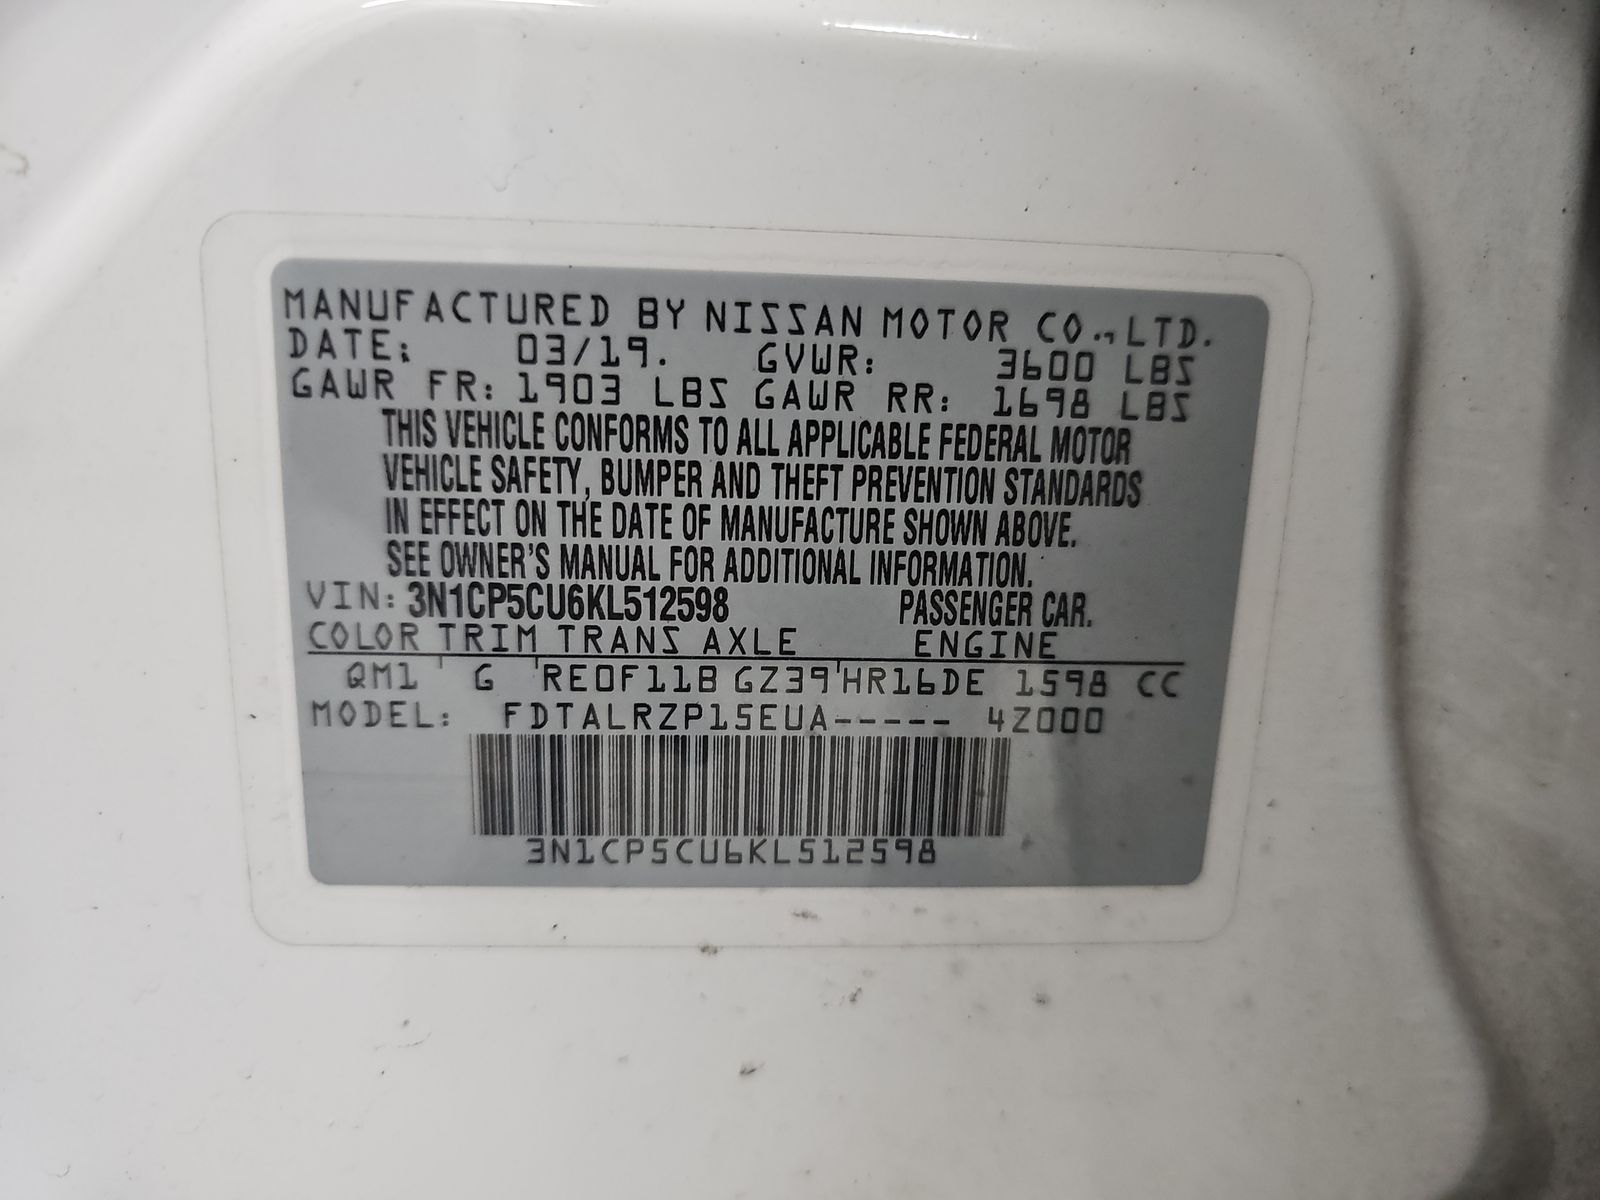 MANUFACTURED BY NISSAN MOTOR CO., LTD.
DATE: 03/19. GVWR: 3600 LBS
GAWR FR: 1903 LBS GAWR RR: 1698 LBS
THIS VEHICLE CONFORMS TO ALL APPLICABLE FEDERAL MOTOR
VEHICLE SAFETY, BUMPER AND THEFT PREVENTION STANDARDS
IN EFFECT ON THE DATE OF MANUFACTURE SHOWN ABOVE.
SEE OWNER'S MANUAL FOR ADDITIONAL INFORMATION.
VIN: 3N1CP5CU6KL512598 PASSENGER CAR.
COLOR TRIM TRANS AXLE ENGINE
QM1 G RE0F11B GZ39 HR16DE 1598 CC
MODEL: FDTALRZP15EUA----- 4Z000
3N1CP5CU6KL512598